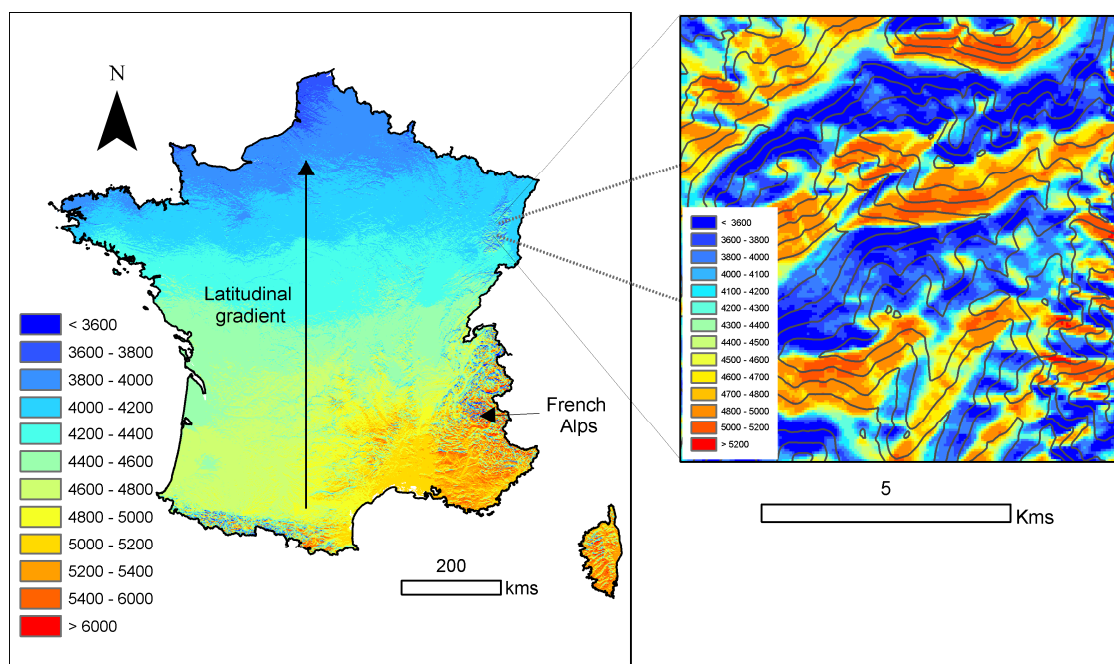 N
Latitudinal
gradient
French
Alps
< 3600
3600 - 3800
3800 - 4000
4000 - 4200
4200 - 4400
4400 - 4600
4600 - 4800
4800 - 5000
5000 - 5200
5200 - 5400
5400 - 6000
> 6000
200
kms
< 3600
3600 - 3800
3800 - 4000
4000 - 4100
4100 - 4200
4200 - 4300
4300 - 4400
4400 - 4500
4500 - 4600
4600 - 4700
4700 - 4800
4800 - 5000
5000 - 5200
> 5200
5
Kms